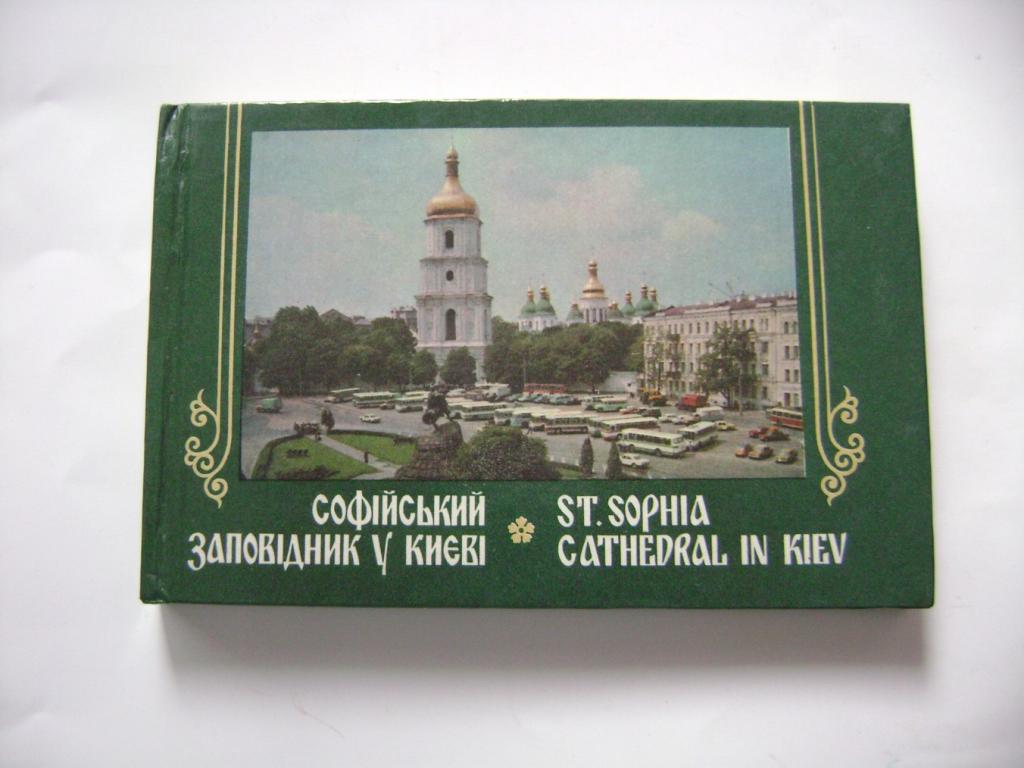 СОФІЙСЬКИЙ
ЗАПОВІДНИК У КИЄВІ
ST. SOPHIA
CATHEDRAL IN KIEV